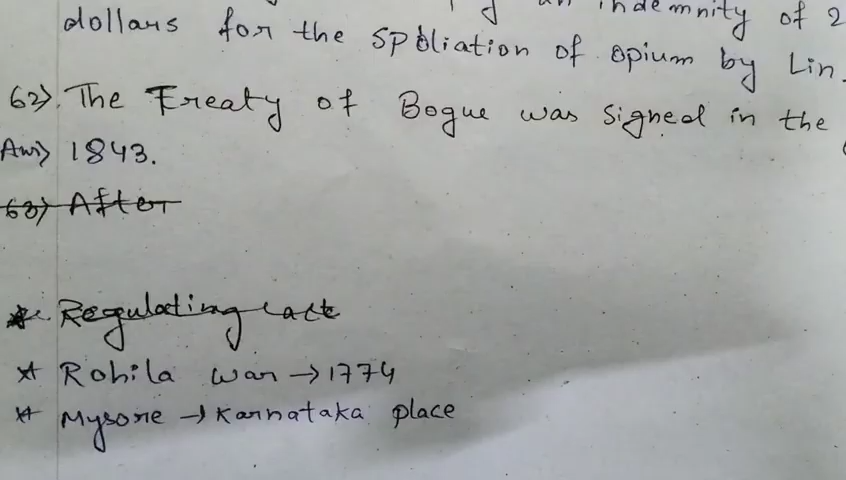 indemnity of 2
dollars for the spoliation of opium by Lin.
62). The Treaty of Bogue was signed in the
Ans) 1843.
63) After
* Regulating act
* Rohila war → 1774
* Mysore → Karnataka place